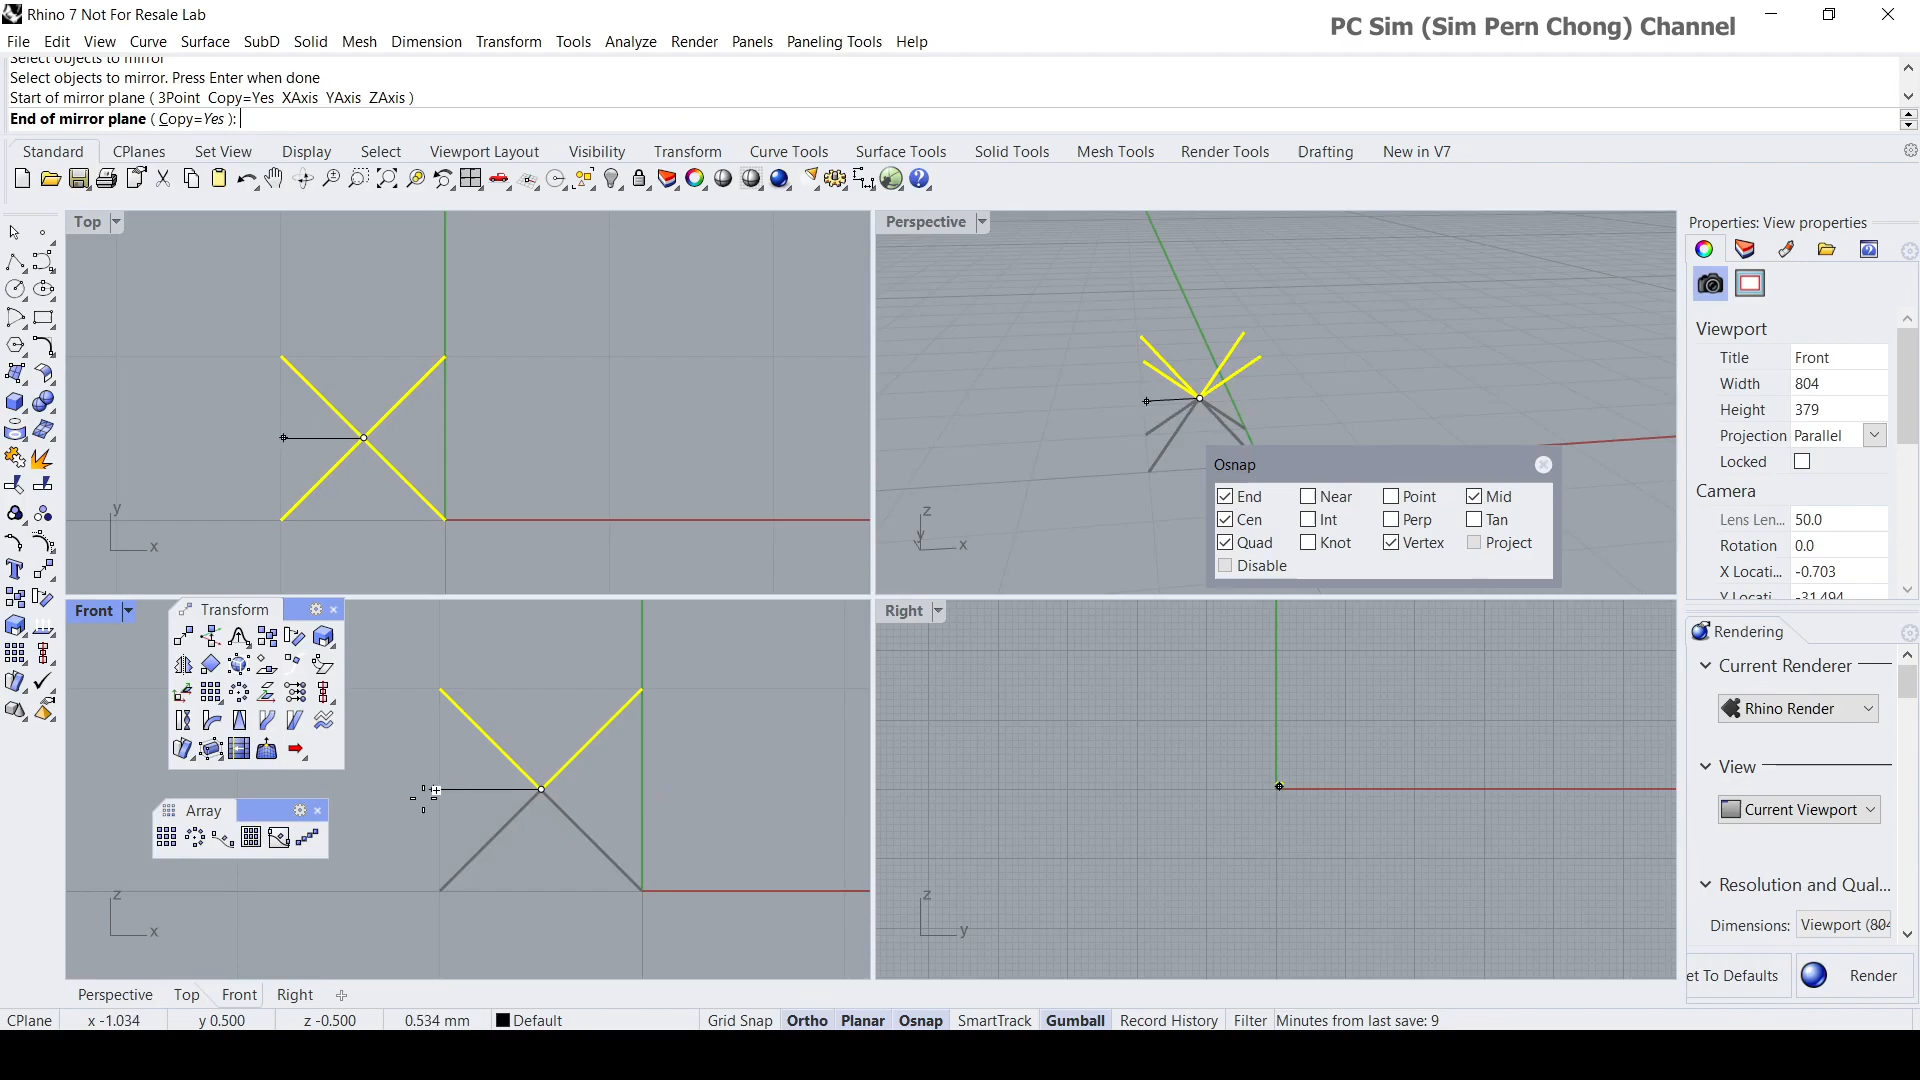 Rhino 7 Not For Resale Lab
PC Sim (Sim Pern Chong) Channel
File Edit View Curve Surface SubD Solid Mesh Dimension Transform Tools Analyze Render Panels Paneling Tools Help
Select objects to mirror
Select objects to mirror. Press Enter when done
Start of mirror plane ( 3Point Copy=Yes XAxis YAxis ZAxis )
End of mirror plane ( Copy=Yes ):
Standard CPlanes Set View Display Select Viewport Layout Visibility Transform Curve Tools Surface Tools Solid Tools Mesh Tools Render Tools Drafting New in V7
Top
y
x
Perspective
z
y
x
Osnap
End Near Point Mid
Cen Int Perp Tan
Quad Knot Vertex Project
Disable
Front
Transform
Array
z
x
Right
z
y
Properties: View properties
Viewport
Title Front
Width 804
Height 379
Projection Parallel
Locked
Camera
Lens Len... 50.0
Rotation 0.0
X Locati... -0.703
Y Locati... -31.494
Rendering
Current Renderer
Rhino Render
View
Current Viewport
Resolution and Qual...
Dimensions: Viewport (804
et To Defaults Render
Perspective Top Front Right
CPlane x -1.034 y 0.500 z -0.500 0.534 mm Default Grid Snap Ortho Planar Osnap SmartTrack Gumball Record History Filter Minutes from last save: 9